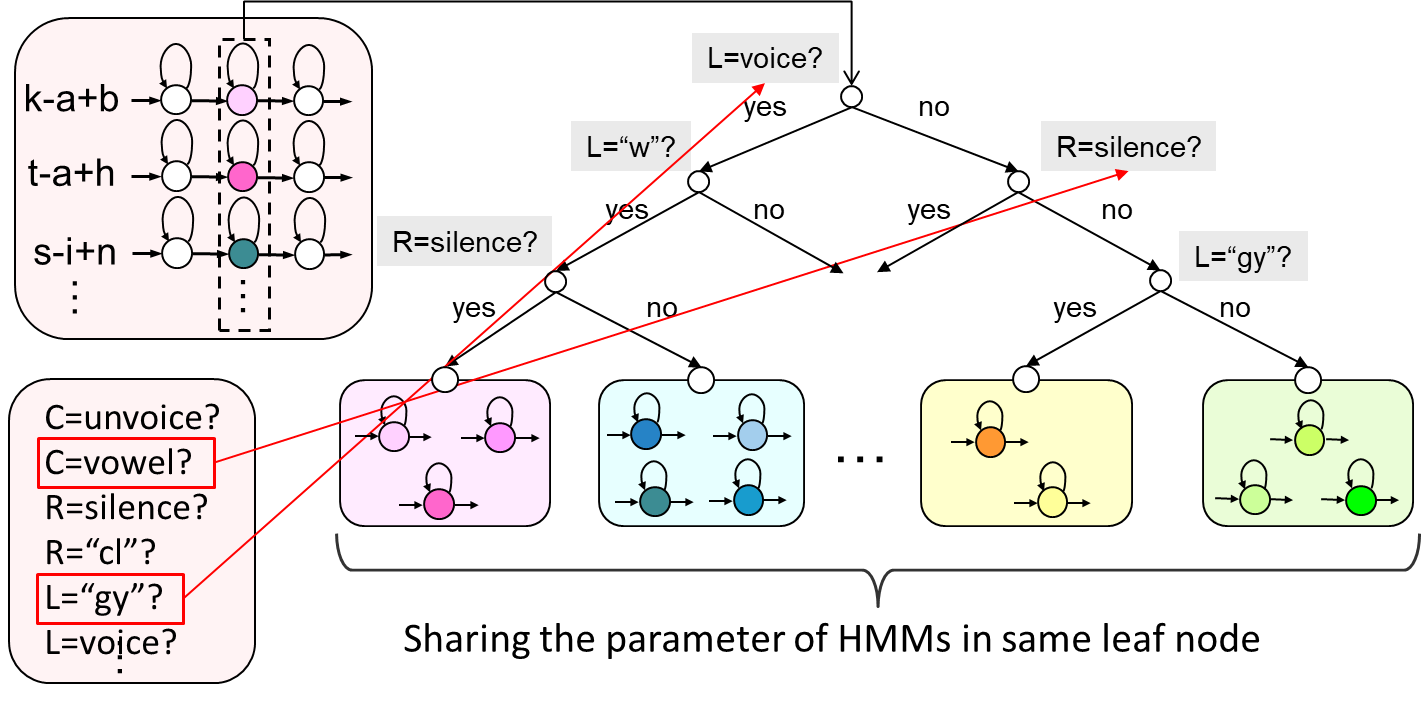 k-a+b
t-a+h
s-i+n
L=voice?
yes
no
L=“w”?
R=silence?
yes
no
yes
no
R=silence?
L=“gy”?
yes
no
yes
no
C=unvoice?
C=vowel?
R=silence?
R=“cl”?
L=“gy”?
L=voice?
...
Sharing the parameter of HMMs in same leaf node